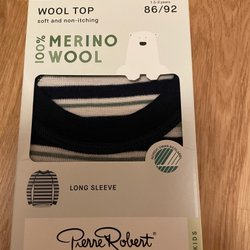 WOOL TOP
soft and non-itching
1.5-2 years
86/92
100%
MERINO
WOOL
LONG SLEEVE
Pierre Robert
KIDS